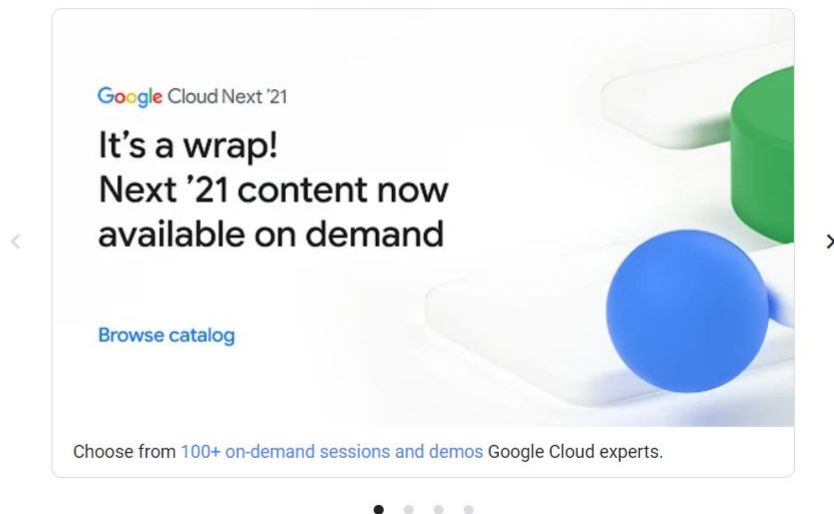 Google Cloud Next ’21
It’s a wrap!
Next ’21 content now
available on demand
Browse catalog
Choose from 100+ on-demand sessions and demos Google Cloud experts.